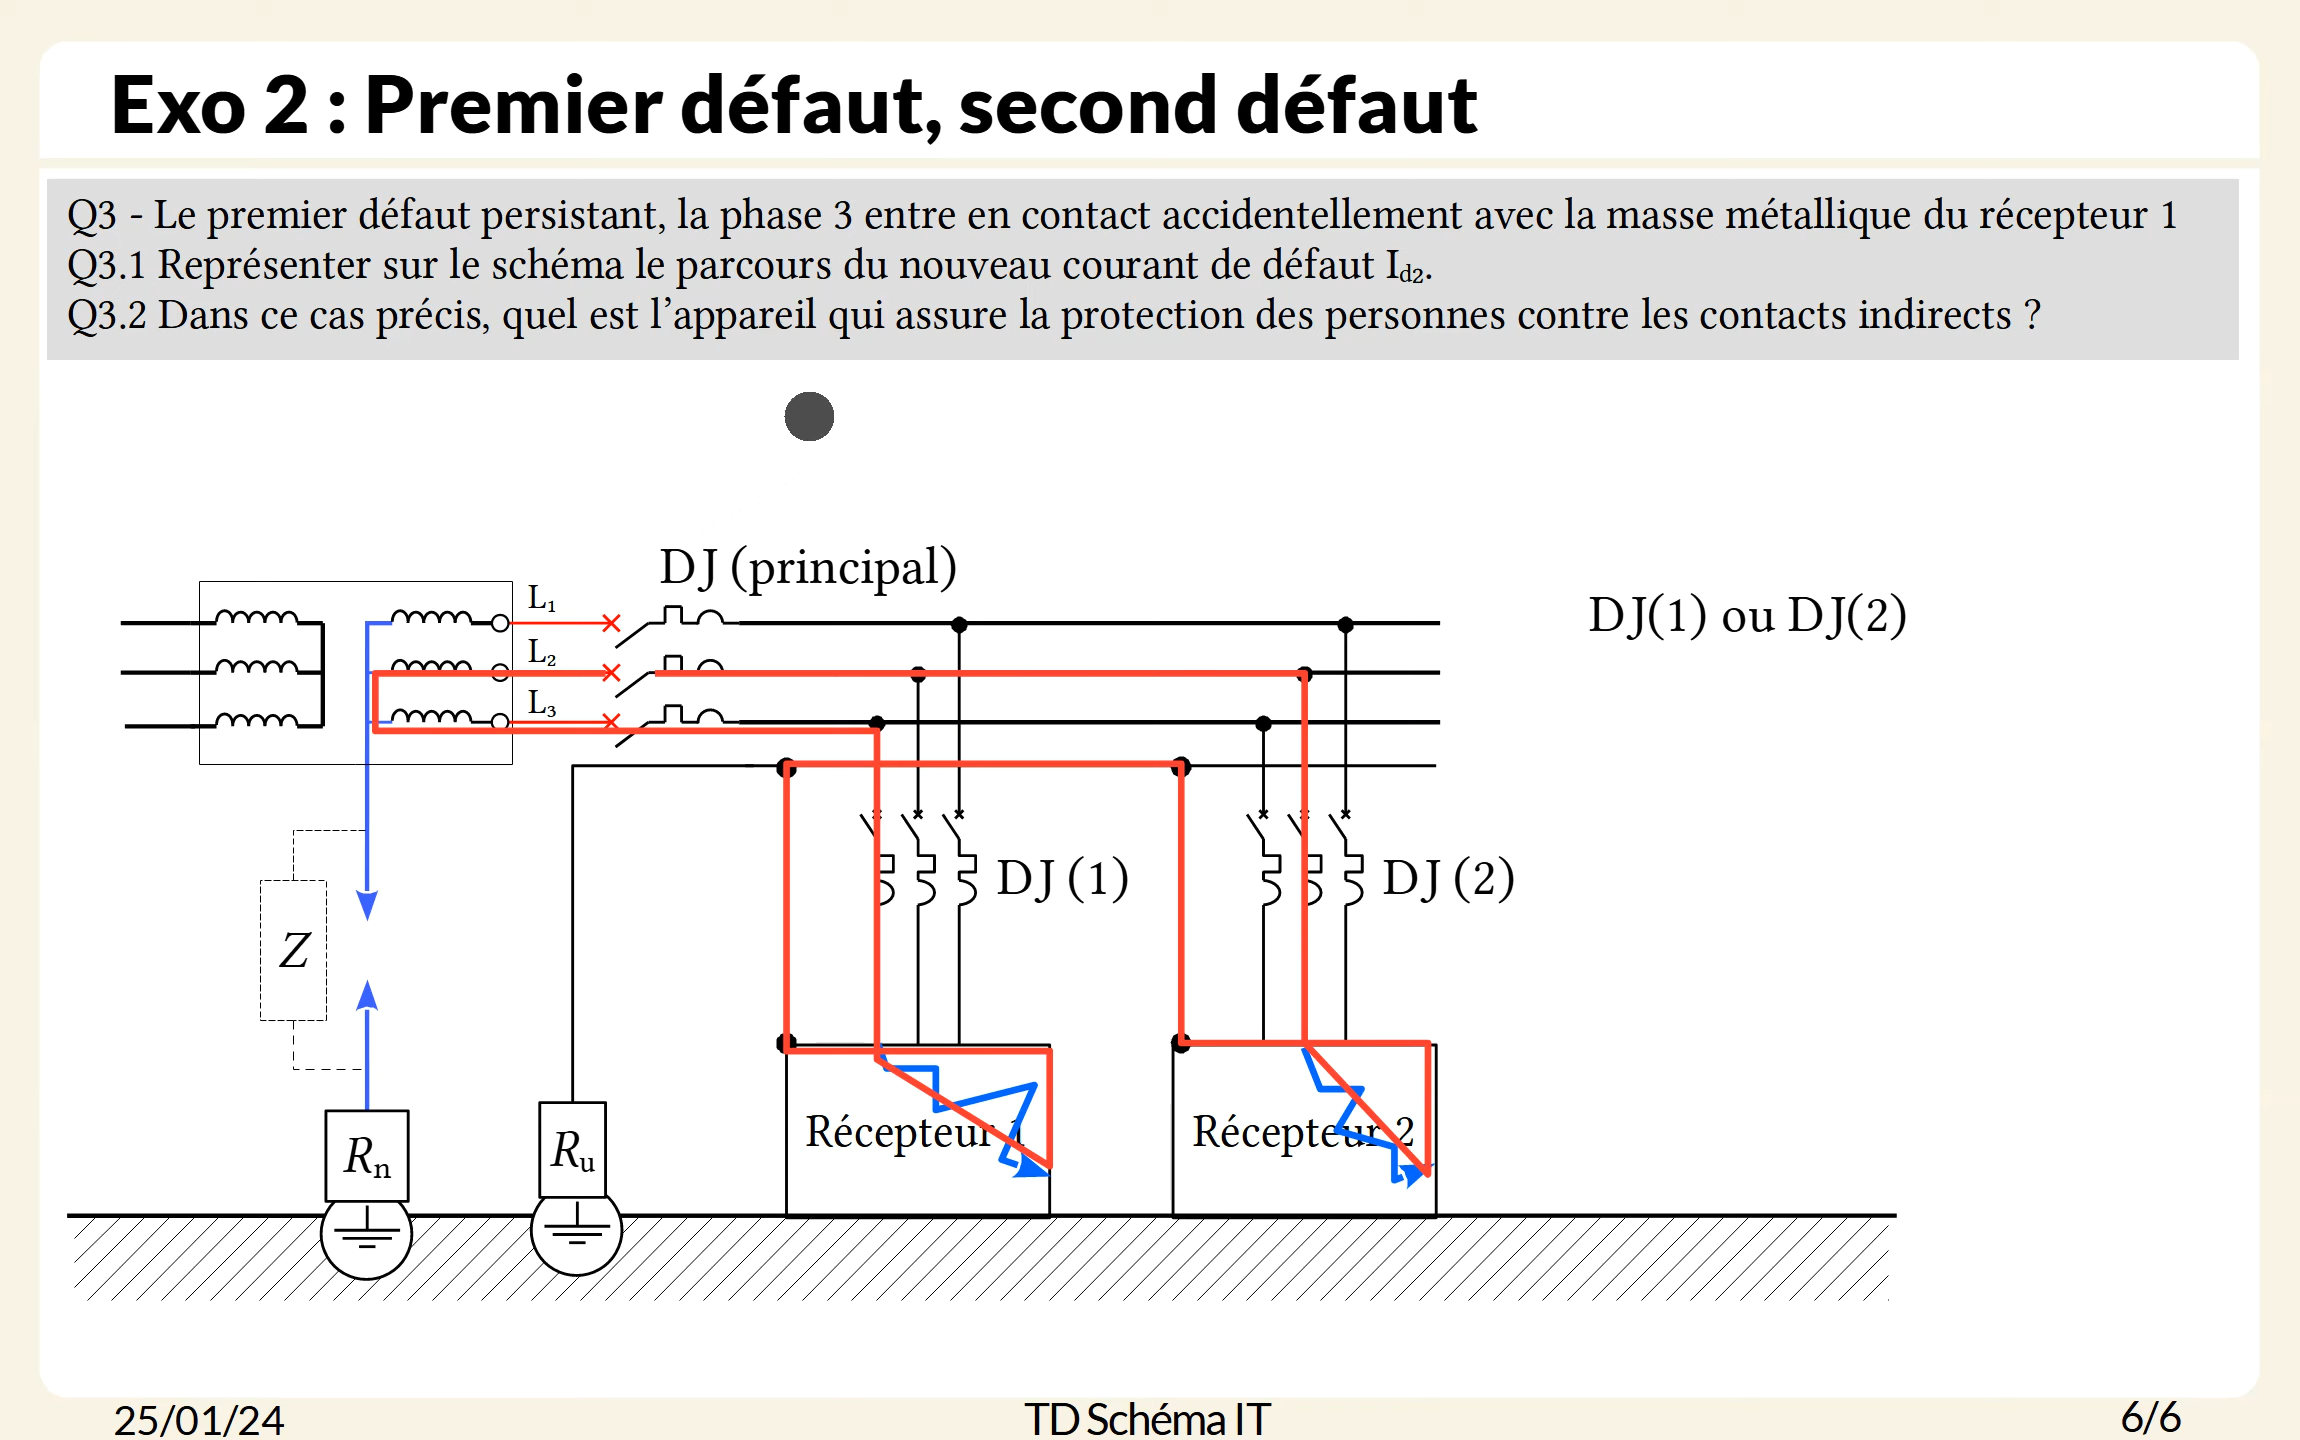 Exo 2 : Premier défaut, second défaut
Q3 - Le premier défaut persistant, la phase 3 entre en contact accidentellement avec la masse métallique du récepteur 1
Q3.1 Représenter sur le schéma le parcours du nouveau courant de défaut Id2.
Q3.2 Dans ce cas précis, quel est l’appareil qui assure la protection des personnes contre les contacts indirects ?
DJ (principal)
L1
DJ(1) ou DJ(2)
L2
L3
DJ (1)
DJ (2)
Z
Récepteur 1
Récepteur 2
Rn
Ru
25/01/24
TD Schéma IT
6/6